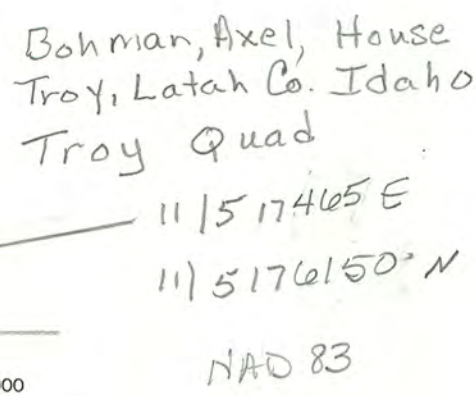 Bohman, Axel, House
Troy, Latah Co. Idaho
Troy Quad
11/517465 E
11/5176150 N
NAD 83
00